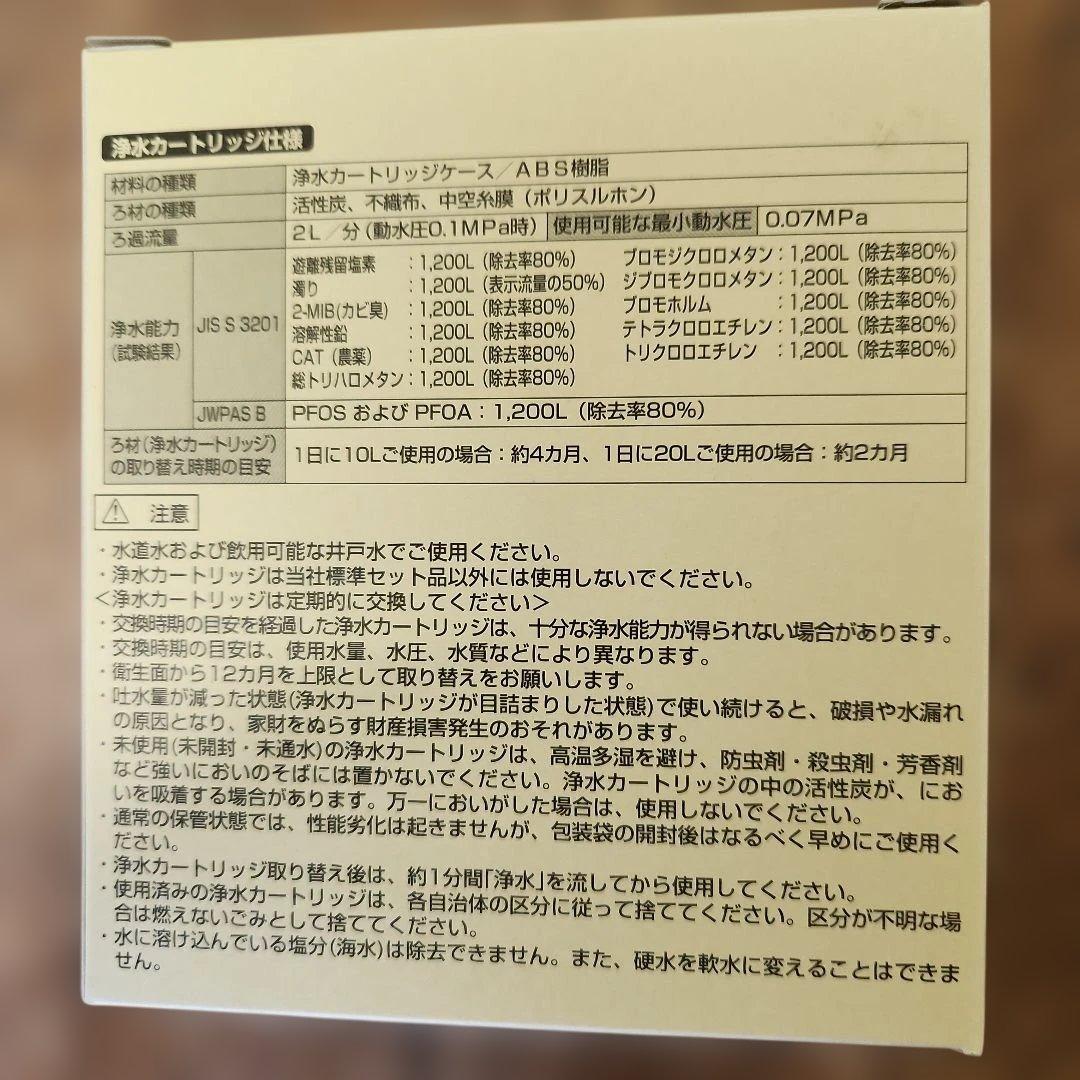 浄水カートリッジ仕様
材料の種類 浄水カートリッジケース／ABS樹脂
ろ材の種類 活性炭、不織布、中空糸膜（ポリスルホン）
ろ過流量 2L／分（動水圧0.1MPa時） 使用可能な最小動水圧 0.07MPa
浄水能力
（試験結果）
JIS S 3201
遊離残留塩素 ：1,200L（除去率80%）
濁り ：1,200L（表示流量の50%）
2-MIB（カビ臭） ：1,200L（除去率80%）
溶解性鉛 ：1,200L（除去率80%）
CAT（農薬） ：1,200L（除去率80%）
総トリハロメタン：1,200L（除去率80%）
ブロモジクロロメタン：1,200L（除去率80%）
ジブロモクロロメタン：1,200L（除去率80%）
ブロモホルム ：1,200L（除去率80%）
テトラクロロエチレン：1,200L（除去率80%）
トリクロロエチレン ：1,200L（除去率80%）
JWPAS B PFOS および PFOA：1,200L（除去率80%）
ろ材（浄水カートリッジ）
の取り替え時期の目安
1日に10Lご使用の場合：約4カ月、1日に20Lご使用の場合：約2カ月
⚠ 注意
・水道水および飲用可能な井戸水でご使用ください。
・浄水カートリッジは当社標準セット品以外には使用しないでください。
＜浄水カートリッジは定期的に交換してください＞
・交換時期の目安を経過した浄水カートリッジは、十分な浄水能力が得られない場合があります。
・交換時期の目安は、使用水量、水圧、水質などにより異なります。
・衛生面から12カ月を上限として取り替えをお願いします。
・吐水量が減った状態(浄水カートリッジが目詰まりした状態)で使い続けると、破損や水漏れ
の原因となり、家財をぬらす財産損害発生のおそれがあります。
・未使用(未開封・未通水)の浄水カートリッジは、高温多湿を避け、防虫剤・殺虫剤・芳香剤
など強いにおいのそばには置かないでください。浄水カートリッジの中の活性炭が、にお
いを吸着する場合があります。万一においがした場合は、使用しないでください。
・通常の保管状態では、性能劣化は起きませんが、包装袋の開封後はなるべく早めにご使用く
ださい。
・浄水カートリッジ取り替え後は、約1分間「浄水」を流してから使用してください。
・使用済みの浄水カートリッジは、各自治体の区分に従って捨ててください。区分が不明な場
合は燃えないごみとして捨ててください。
・水に溶け込んでいる塩分(海水)は除去できません。また、硬水を軟水に変えることはできま
せん。